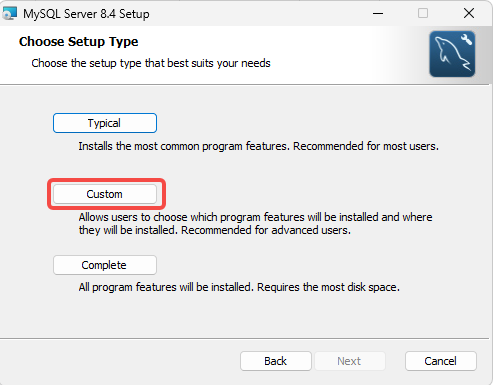 MySQL Server 8.4 Setup
Choose Setup Type
Choose the setup type that best suits your needs
Typical
Installs the most common program features. Recommended for most users.
Custom
Allows users to choose which program features will be installed and where
they will be installed. Recommended for advanced users.
Complete
All program features will be installed. Requires the most disk space.
Back
Next
Cancel